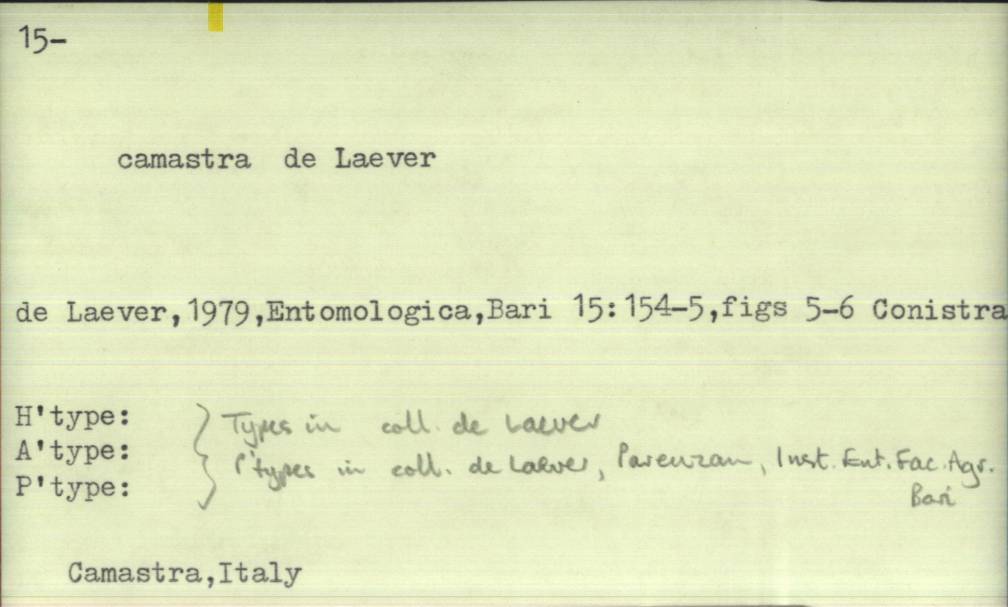 15-
camastra de Laever
de Laever,1979,Entomologica,Bari 15:154-5,figs 5-6 Conistra
H'type:
A'type:
P'type:
Types in coll. de Laever
P'types in coll. de Laever, Parenzan, Inst. Ent. Fac. Agr.
Bari
Camastra,Italy